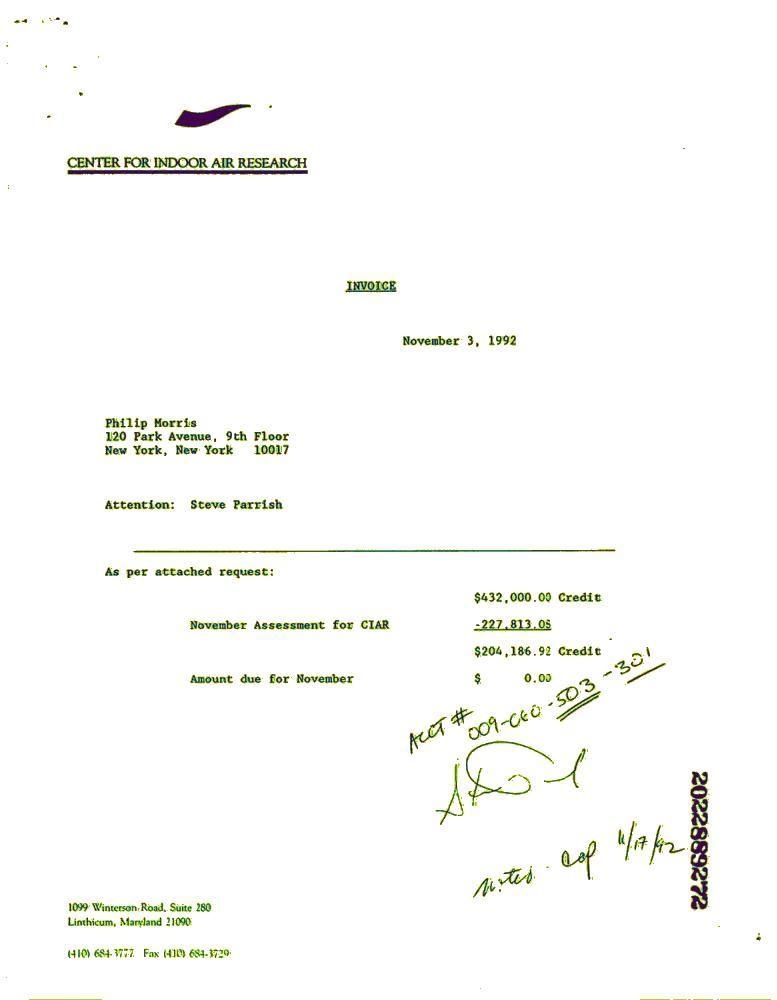 CENTER FOR INDOOR AIR RESEARCH
INVOICE
November 3, 1992
Philip Morris
120 Park Avenue, 9th Floor
New York, New York 10017
Attention: Steve Parrish
As per attached request:
$432,000.00 Credit
November Assessment for CIAR -227,813.08
$204,186.92 Credit
Amount due for November $ 0.00
ACCT # 009-060-503-301
Noted 11/17/92
2022889272
1099 Winterson Road, Suite 280
Linthicum, Maryland 21090
(410) 684-3777 Fax (410) 684-3729